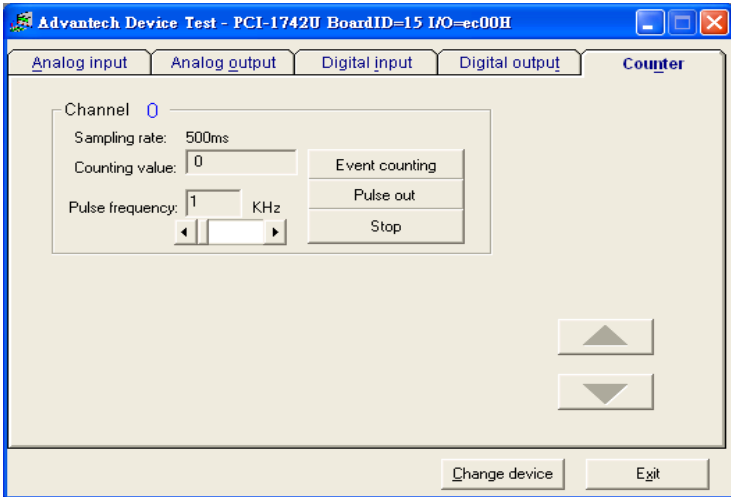 Advantech Device Test - PCI-1742U BoardID=15 I/O=ec00H
Analog input Analog output Digital input Digital output Counter
Channel 0
Sampling rate: 500ms
Counting value: 0 Event counting
Pulse out
Pulse frequency: 1 KHz
Stop
Change device Exit